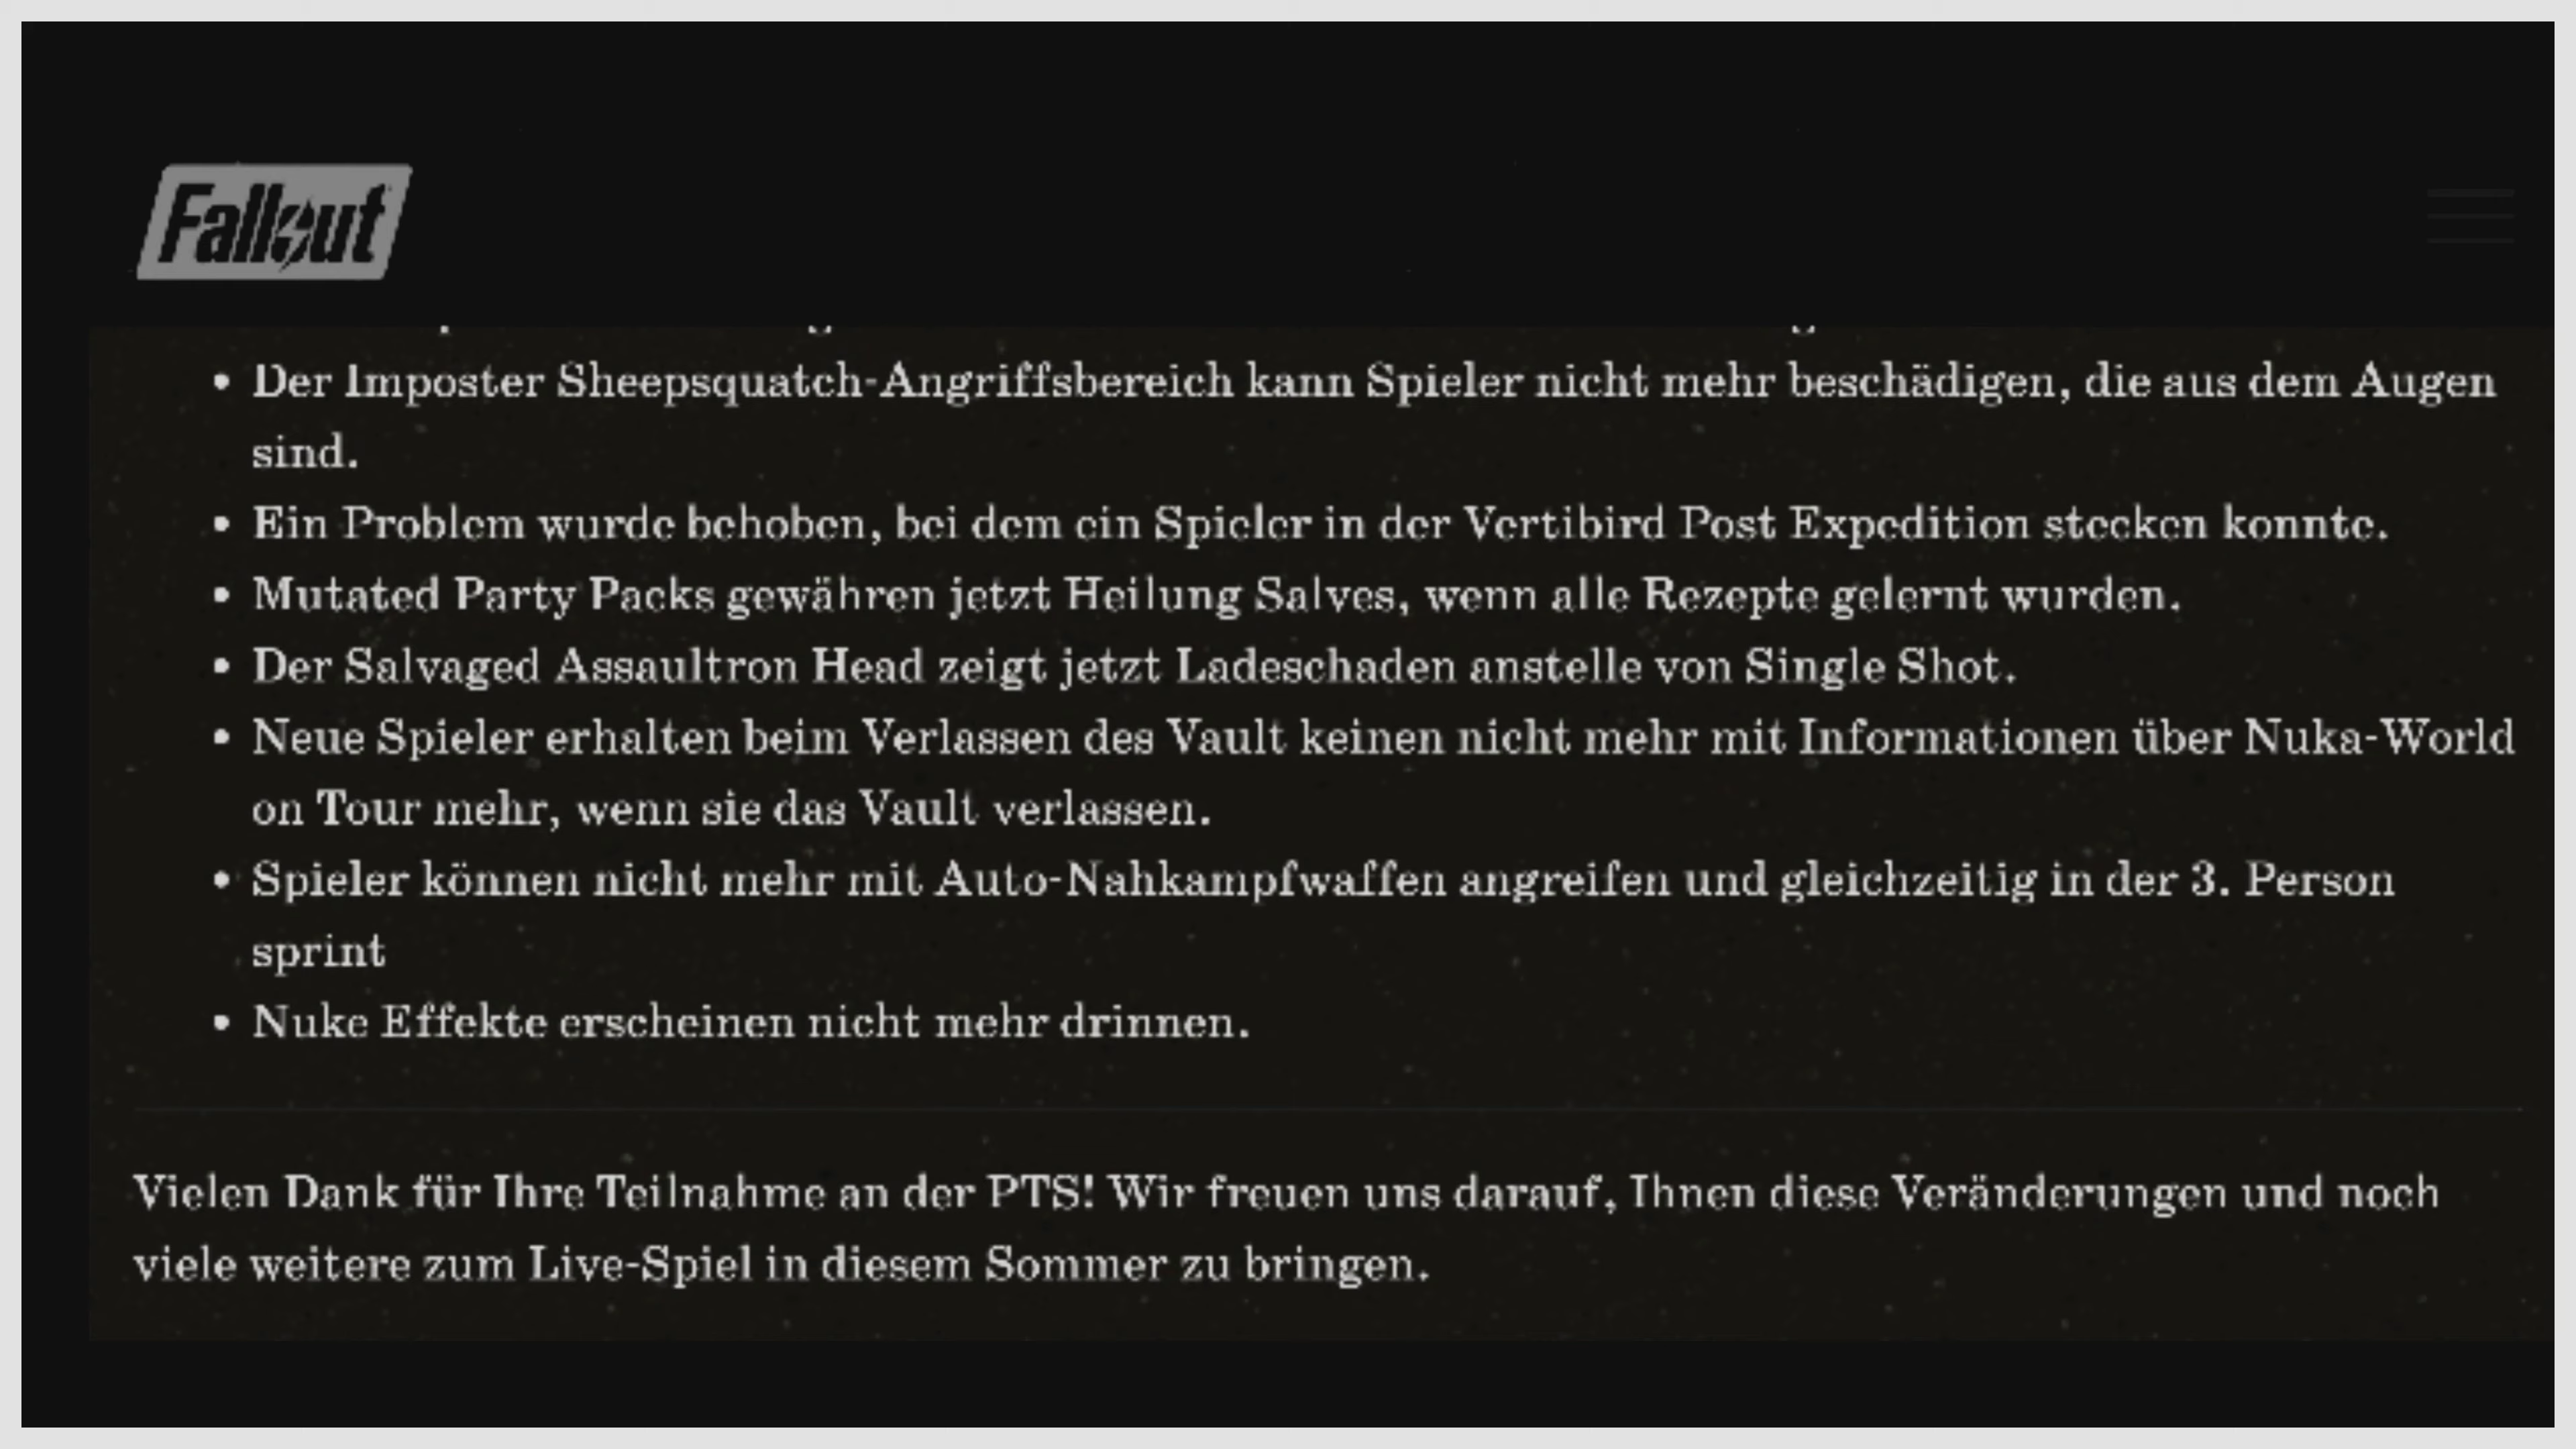 Fallout
• Der Imposter Sheepsquatch-Angriffsbereich kann Spieler nicht mehr beschädigen, die aus dem Augen
sind.
• Ein Problem wurde behoben, bei dem ein Spieler in der Vertibird Post Expedition stecken konnte.
• Mutated Party Packs gewähren jetzt Heilung Salves, wenn alle Rezepte gelernt wurden.
• Der Salvaged Assaultron Head zeigt jetzt Ladeschaden anstelle von Single Shot.
• Neue Spieler erhalten beim Verlassen des Vault keinen nicht mehr mit Informationen über Nuka-World
on Tour mehr, wenn sie das Vault verlassen.
• Spieler können nicht mehr mit Auto-Nahkampfwaffen angreifen und gleichzeitig in der 3. Person
sprint
• Nuke Effekte erscheinen nicht mehr drinnen.
Vielen Dank für Ihre Teilnahme an der PTS! Wir freuen uns darauf, Ihnen diese Veränderungen und noch
viele weitere zum Live-Spiel in diesem Sommer zu bringen.